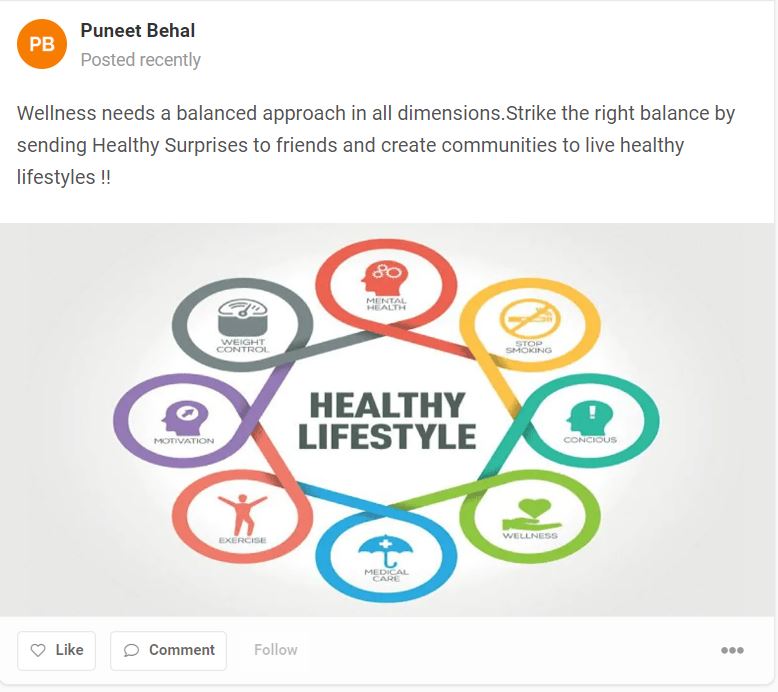 PB
Puneet Behal
Posted recently
Wellness needs a balanced approach in all dimensions.Strike the right balance by
sending Healthy Surprises to friends and create communities to live healthy
lifestyles !!
MENTAL
HEALTH
WEIGHT
CONTROL
STOP
SMOKING
HEALTHY
LIFESTYLE
MOTIVATION
CONCIOUS
EXERCISE
WELLNESS
MEDICAL
CARE
Like
Comment
Follow